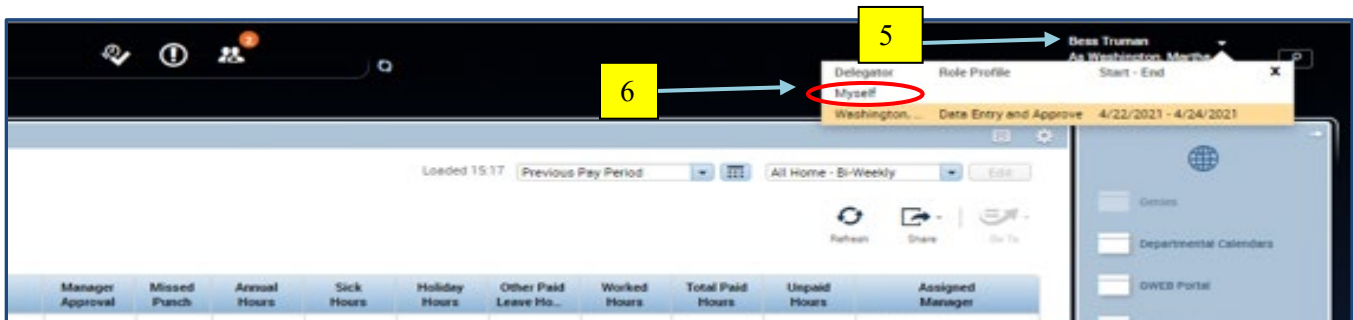 5
2
Bess Truman
As Washington, Martha
6
Delegator Role Profile Start - End X
Myself
Washington, ... Data Entry and Approve 4/22/2021 - 4/24/2021
Loaded 15:17 Previous Pay Period All Home - Bi-Weekly Edit
Refresh Share Go To
Genies
Departmental Calendars
Manager Approval Missed Punch Annual Hours Sick Hours Holiday Hours Other Paid Leave Ho... Worked Hours Total Paid Hours Unpaid Hours Assigned Manager
GWEB Portal